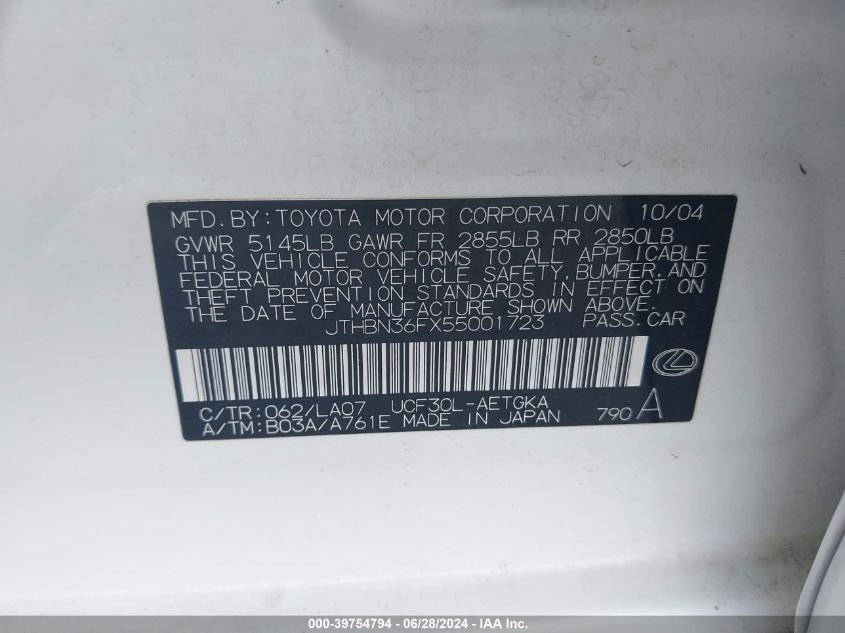 MFD. BY: TOYOTA MOTOR CORPORATION 10/04
GVWR 5145LB GAWR FR 2855LB RR 2850LB
THIS VEHICLE CONFORMS TO ALL APPLICABLE
FEDERAL MOTOR VEHICLE SAFETY, BUMPER, AND
THEFT PREVENTION STANDARDS IN EFFECT ON
THE DATE OF MANUFACTURE SHOWN ABOVE.
JTHBN36FX55001723 PASS. CAR
C/TR: 062/LA07 UCF30L-AETGKA
A/TM: B03A/A761E MADE IN JAPAN 790 A
000-39754794 - 06/28/2024 - IAA Inc.